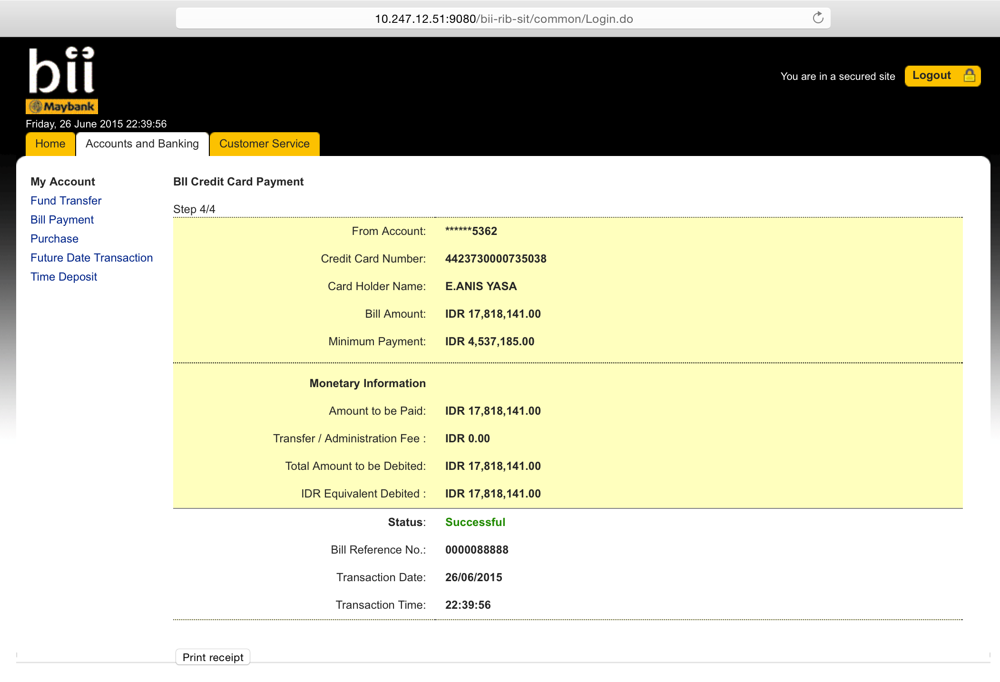 10.247.12.51:9080/bii-rib-sit/common/Login.do
bii
Maybank
You are in a secured site
Logout
Friday, 26 June 2015 22:39:56
Home
Accounts and Banking
Customer Service
My Account
Fund Transfer
Bill Payment
Purchase
Future Date Transaction
Time Deposit
BII Credit Card Payment
Step 4/4
From Account: ******5362
Credit Card Number: 4423730000735038
Card Holder Name: E.ANIS YASA
Bill Amount: IDR 17,818,141.00
Minimum Payment: IDR 4,537,185.00
Monetary Information
Amount to be Paid: IDR 17,818,141.00
Transfer / Administration Fee : IDR 0.00
Total Amount to be Debited: IDR 17,818,141.00
IDR Equivalent Debited : IDR 17,818,141.00
Status: Successful
Bill Reference No.: 0000088888
Transaction Date: 26/06/2015
Transaction Time: 22:39:56
Print receipt